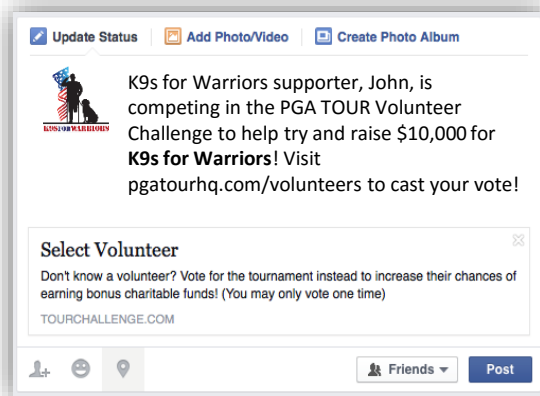 Update Status Add Photo/Video Create Photo Album
K9s for Warriors supporter, John, is
competing in the PGA TOUR Volunteer
Challenge to help try and raise $10,000 for
K9s for Warriors! Visit
pgatourhq.com/volunteers to cast your vote!
K9SFORWARRIORS
Select Volunteer
Don't know a volunteer? Vote for the tournament instead to increase their chances of
earning bonus charitable funds! (You may only vote one time)
TOURCHALLENGE.COM
Friends Post